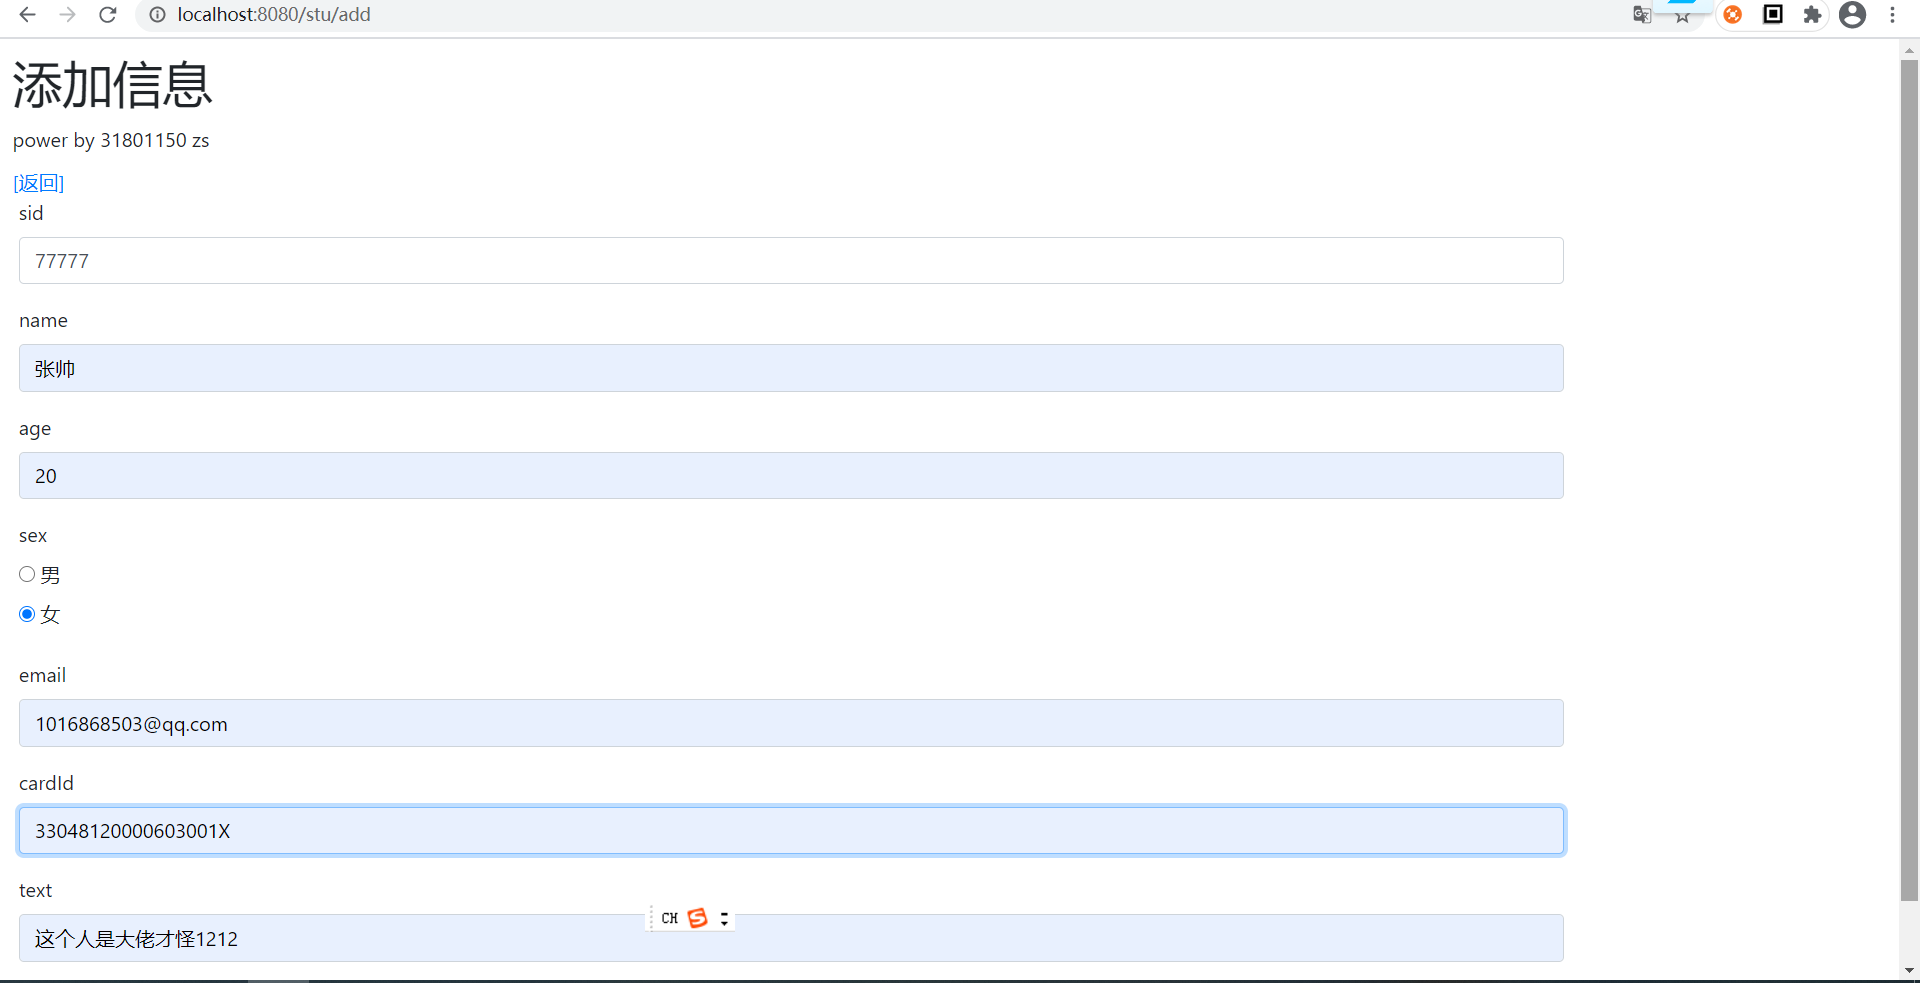 localhost:8080/stu/add
添加信息
power by 31801150 zs
[返回]
sid
77777
name
张帅
age
20
sex
男
女
email
1016868503@qq.com
cardId
33048120000603001X
text
CH
这个人是大佬才怪1212